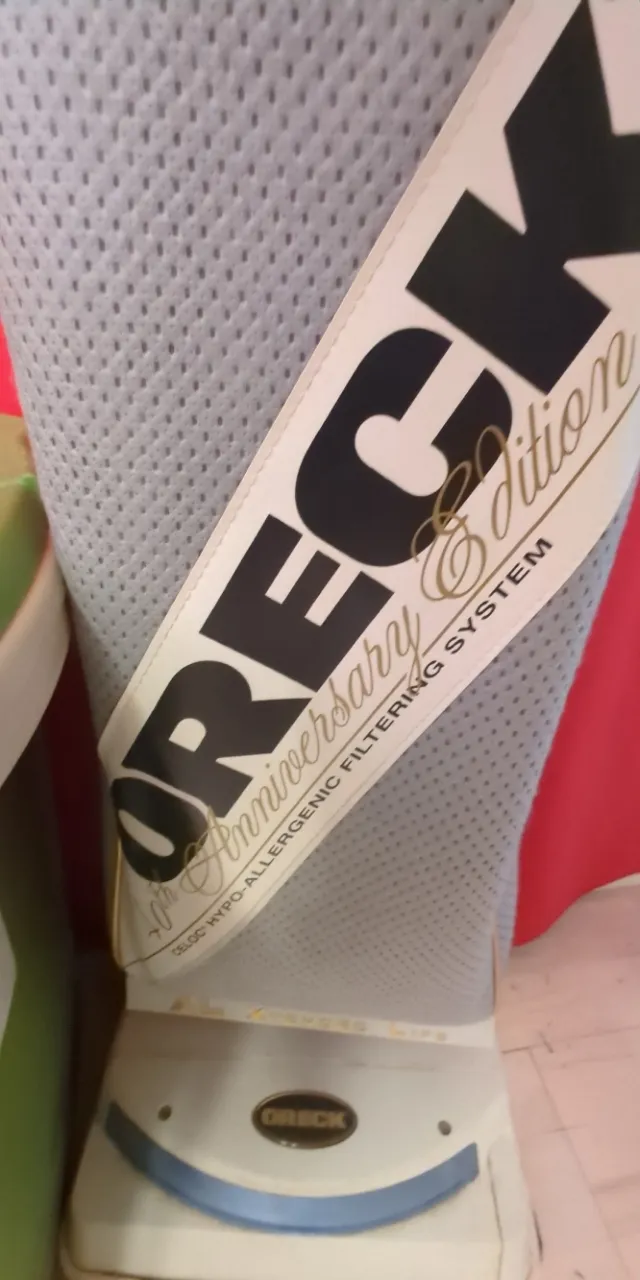 ORECK
Anniversary Edition
CELOC HYPO-ALLERGENIC FILTERING SYSTEM
ORECK